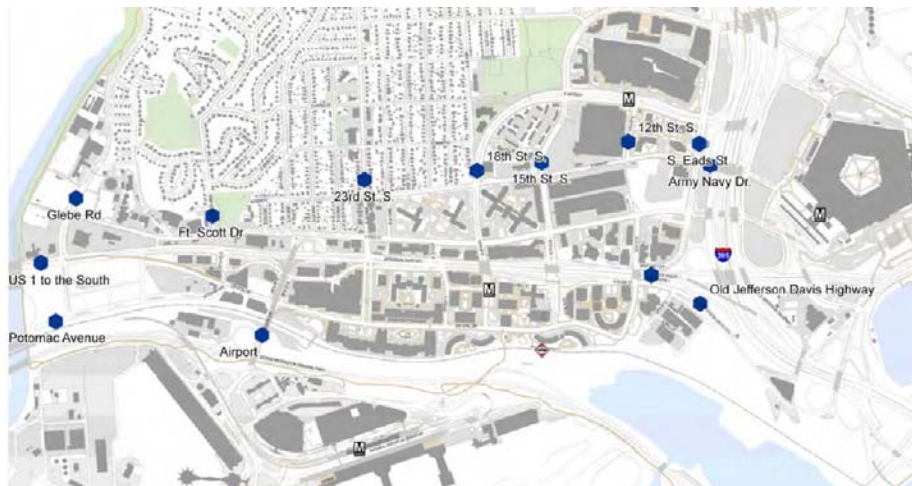 M
12th St. S.
18th St. S.
S. Eads St
15th St. S.
Army Navy Dr.
23rd St. S.
M
Glebe Rd
Ft. Scott Dr
395
US 1 to the South
Old Jefferson Davis Highway
M
Potomac Avenue
Airport
M